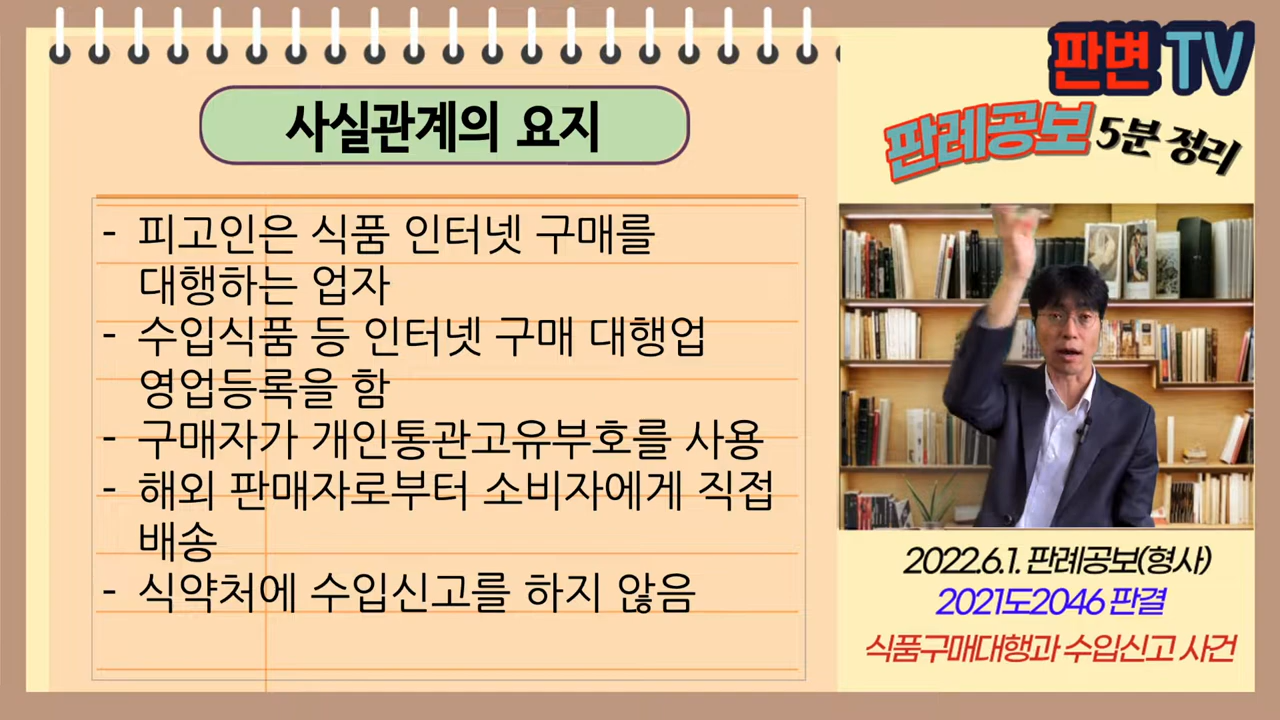 사실관계의 요지
- 피고인은 식품 인터넷 구매를
대행하는 업자
- 수입식품 등 인터넷 구매 대행업
영업등록을 함
- 구매자가 개인통관고유부호를 사용
- 해외 판매자로부터 소비자에게 직접
배송
- 식약처에 수입신고를 하지 않음
판변 TV
판례공보 5분 정리
2022.6.1. 판례공보(형사)
2021도2046 판결
식품구매대행과 수입신고 사건